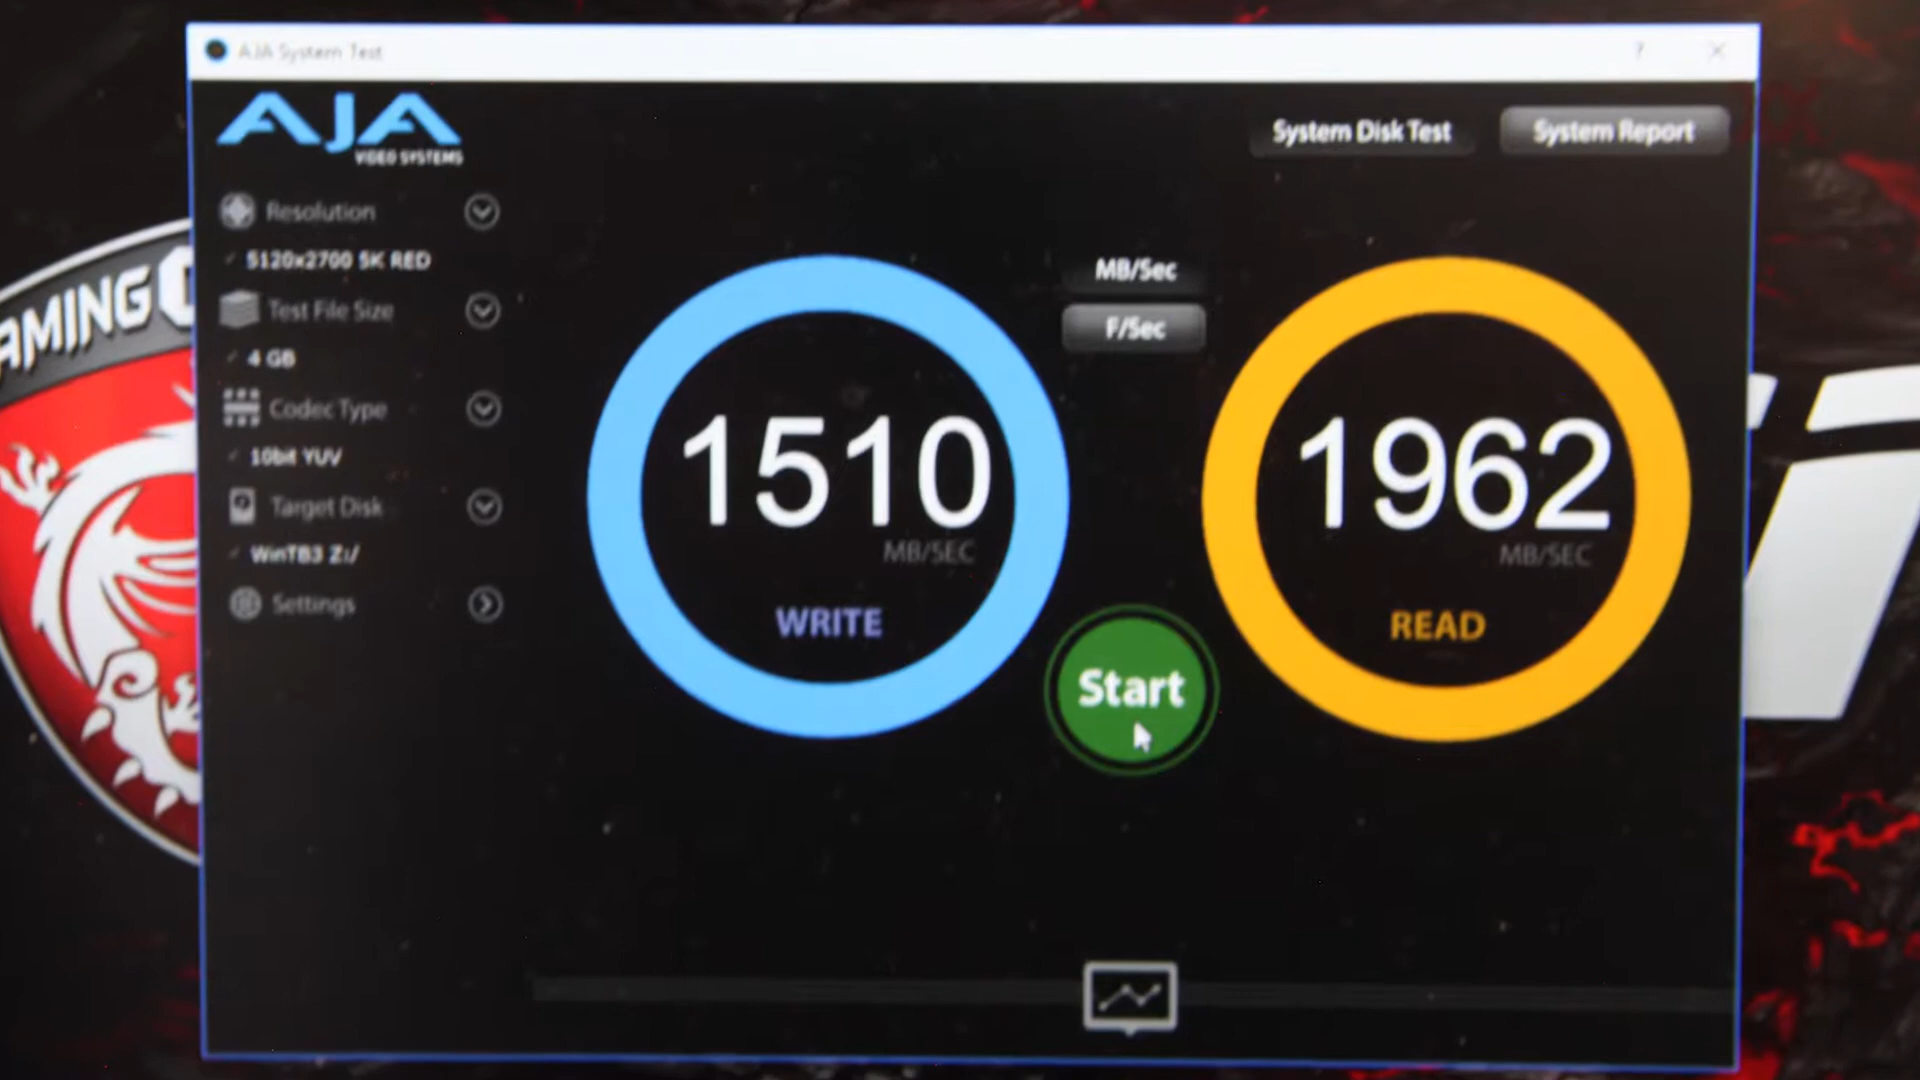 AJA System Test
?
AJA
VIDEO SYSTEMS
System Disk Test
System Report
Resolution
5120x2700 5K RED
Test File Size
4 GB
Codec Type
10bit YUV
Target Disk
WinTB3 Z:/
Settings
MB/Sec
F/Sec
1510
MB/SEC
WRITE
1962
MB/SEC
READ
Start
AMING